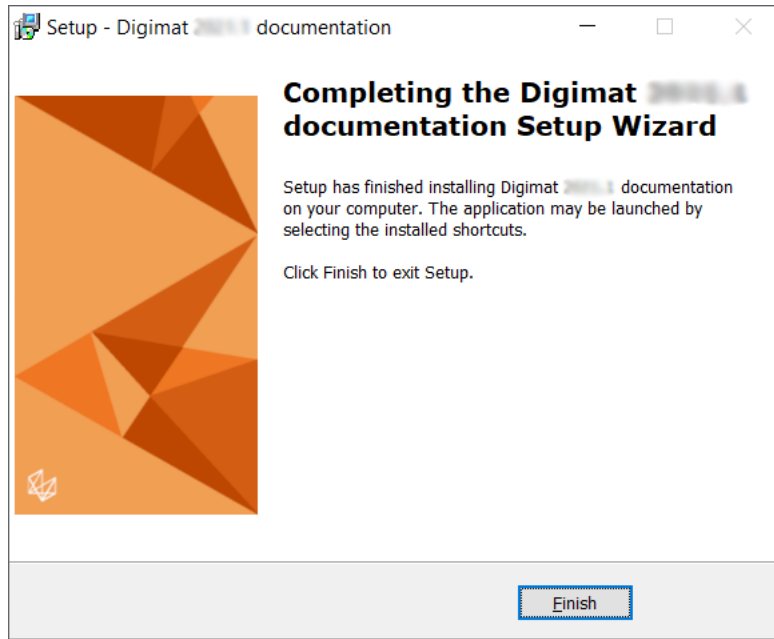 Setup - Digimat documentation
Completing the Digimat
documentation Setup Wizard
Setup has finished installing Digimat documentation
on your computer. The application may be launched by
selecting the installed shortcuts.
Click Finish to exit Setup.
Finish